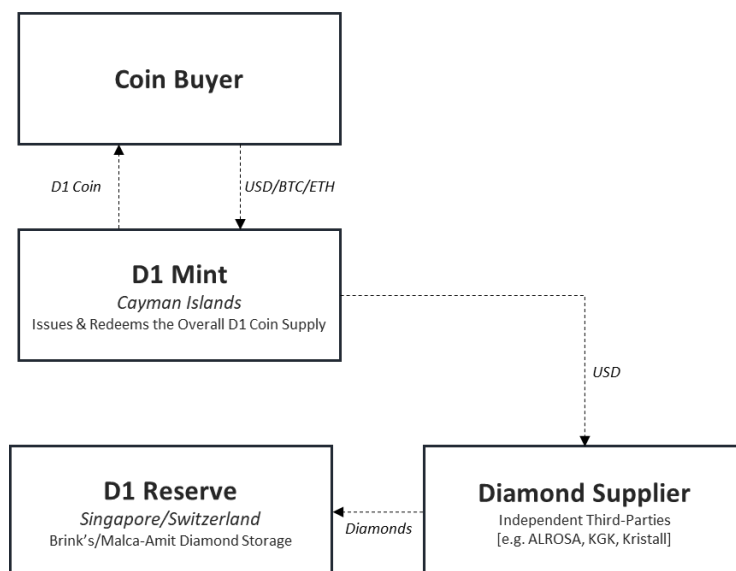 Coin Buyer
D1 Coin
USD/BTC/ETH
D1 Mint
Cayman Islands
Issues & Redeems the Overall D1 Coin Supply
USD
D1 Reserve
Singapore/Switzerland
Brink's/Malca-Amit Diamond Storage
Diamonds
Diamond Supplier
Independent Third-Parties
[e.g. ALROSA, KGK, Kristall]